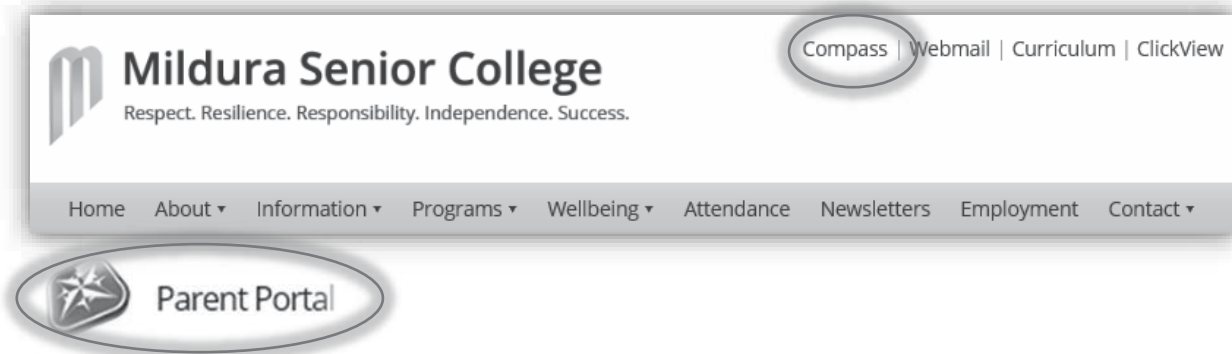 Compass | Webmail | Curriculum | ClickView
Mildura Senior College
Respect. Resilience. Responsibility. Independence. Success.
Home About ▾ Information ▾ Programs ▾ Wellbeing ▾ Attendance Newsletters Employment Contact ▾
Parent Portal